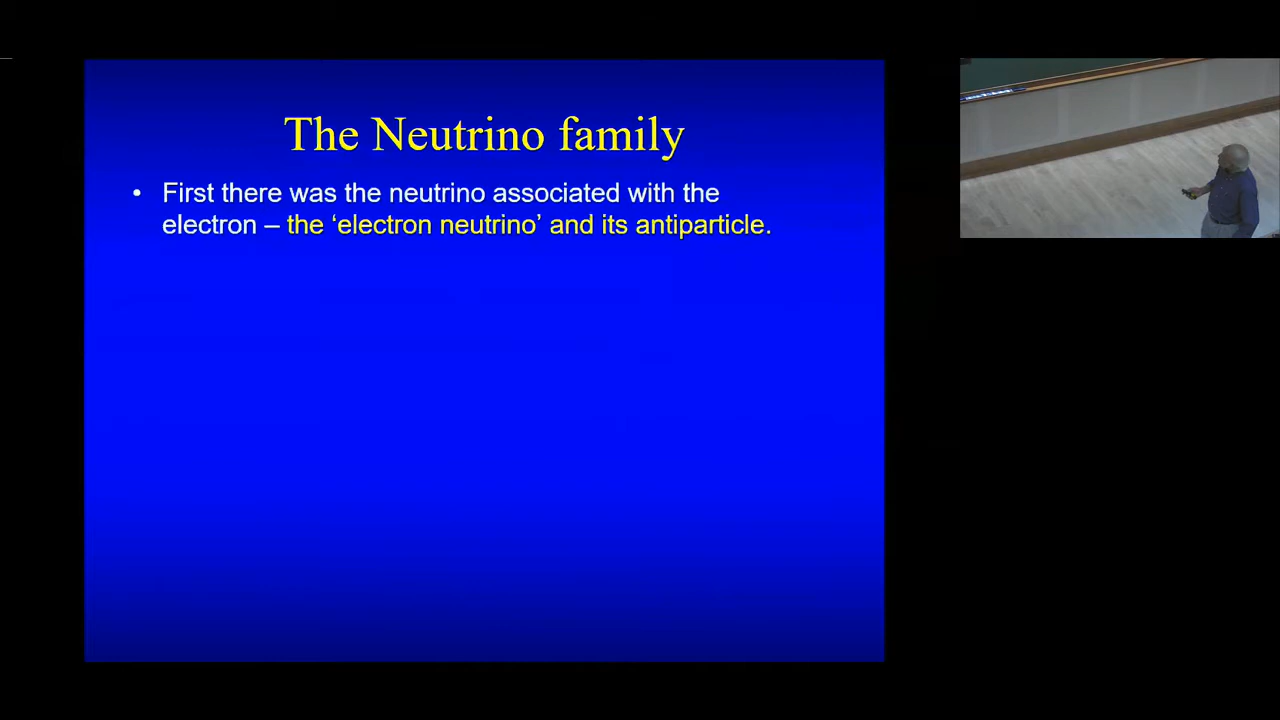 The Neutrino family
• First there was the neutrino associated with the
electron – the ‘electron neutrino’ and its antiparticle.